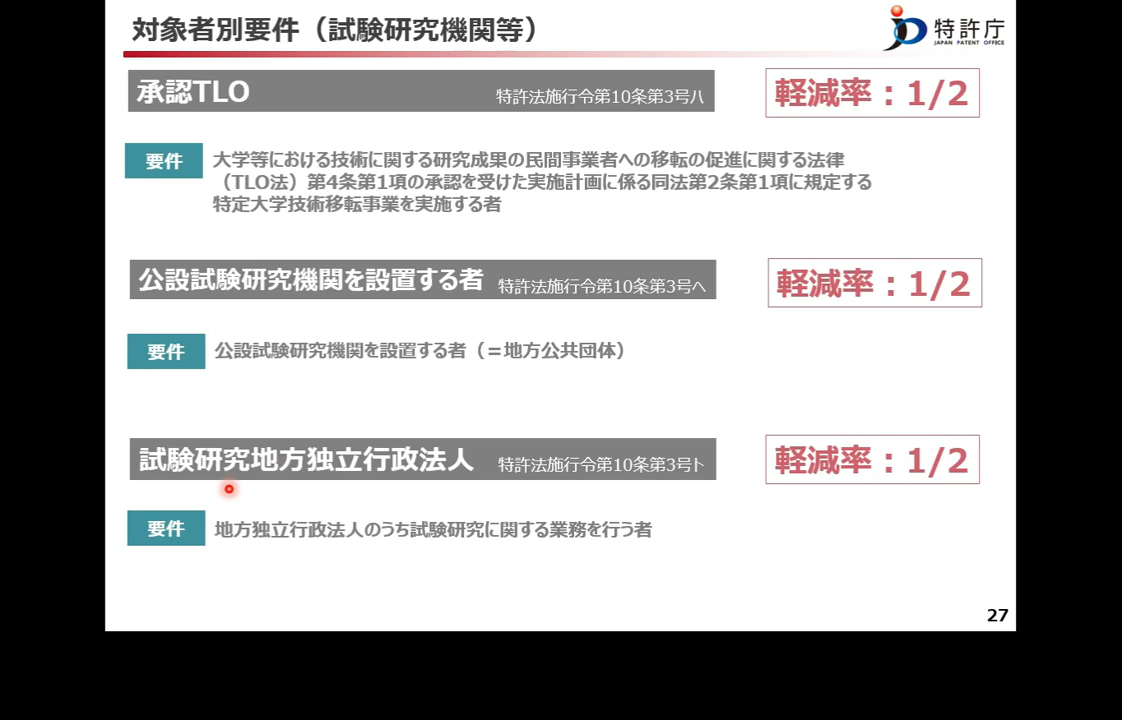 対象者別要件（試験研究機関等）
特許庁
JAPAN PATENT OFFICE
承認TLO 特許法施行令第10条第3号ハ
軽減率：1/2
要件
大学等における技術に関する研究成果の民間事業者への移転の促進に関する法律
（TLO法）第4条第1項の承認を受けた実施計画に係る同法第2条第1項に規定する
特定大学技術移転事業を実施する者
公設試験研究機関を設置する者 特許法施行令第10条第3号ヘ
軽減率：1/2
要件
公設試験研究機関を設置する者（＝地方公共団体）
試験研究地方独立行政法人 特許法施行令第10条第3号ト
軽減率：1/2
要件
地方独立行政法人のうち試験研究に関する業務を行う者
27